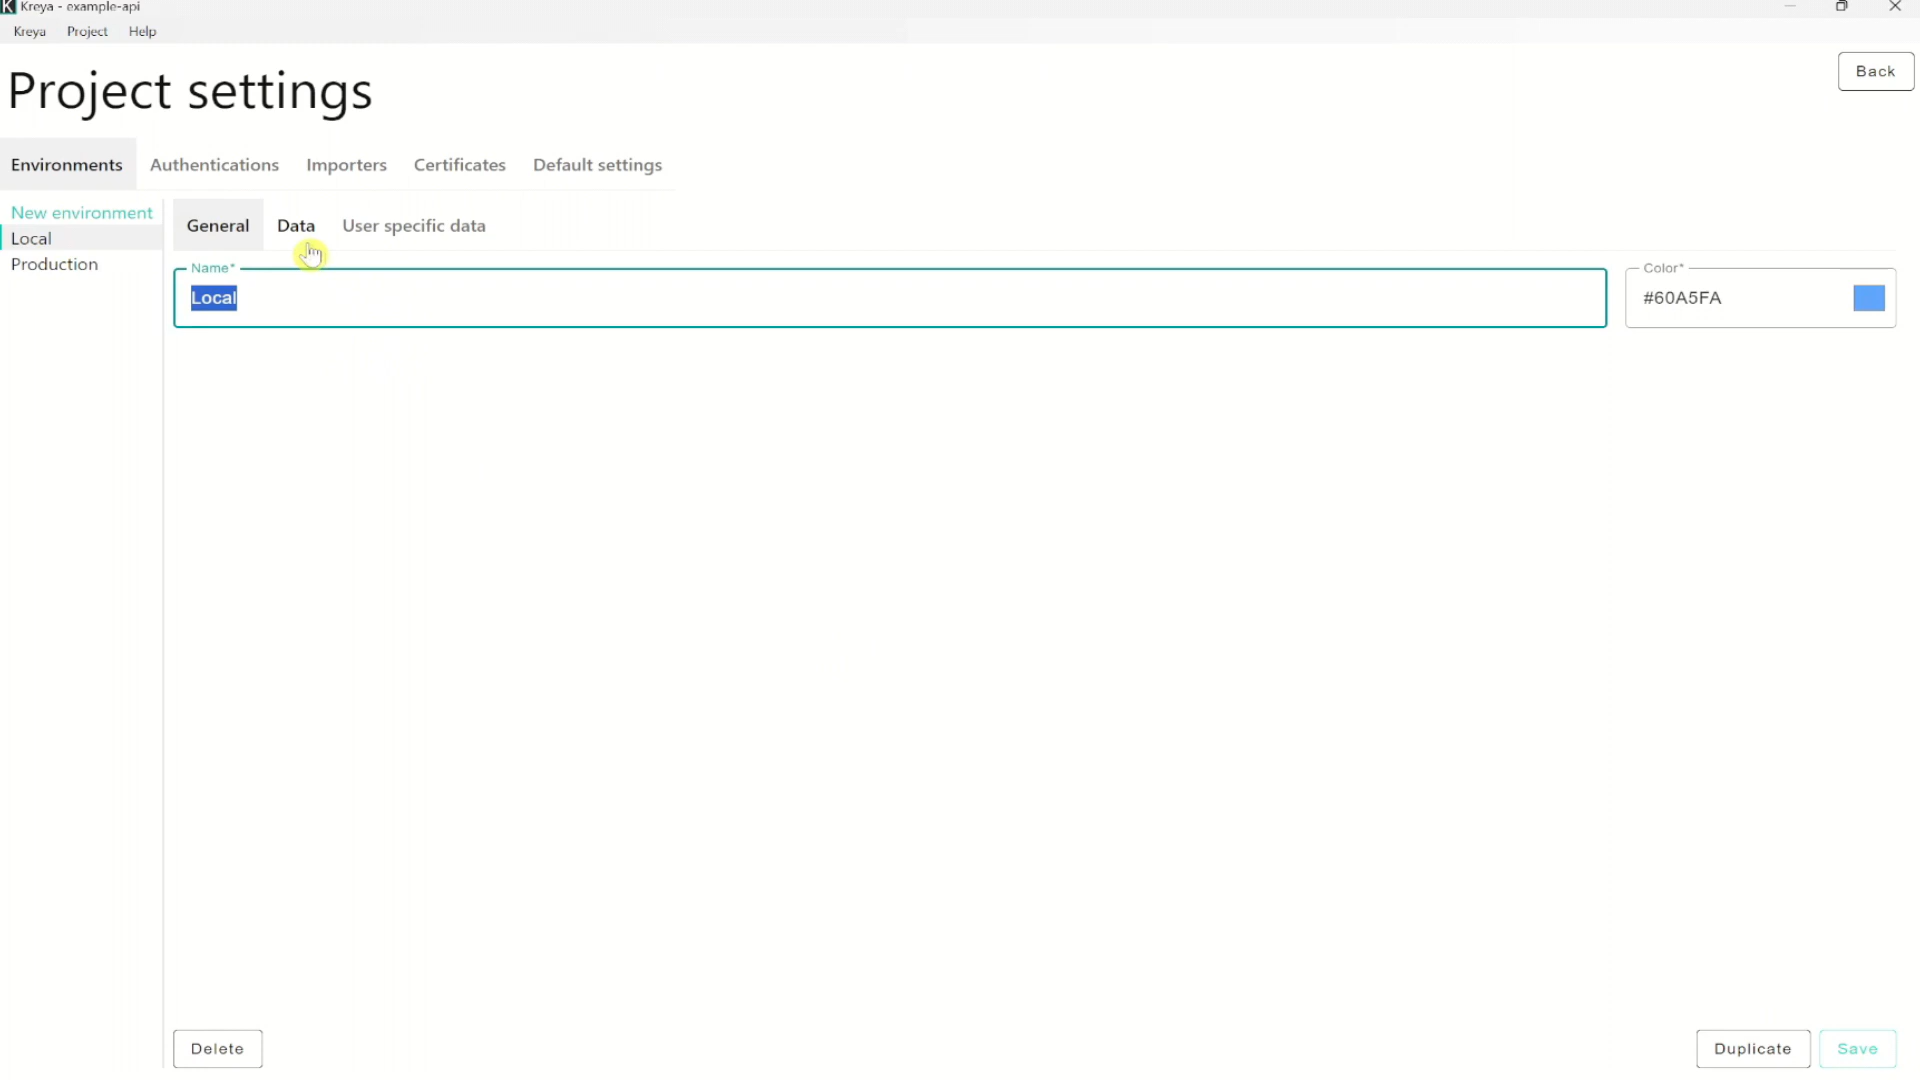 K Kreya - example-api
Kreya Project Help
Project settings
Back
Environments Authentications Importers Certificates Default settings
New environment
Local
Production
General Data User specific data
Name*
Local
Color*
#60A5FA
Delete
Duplicate
Save